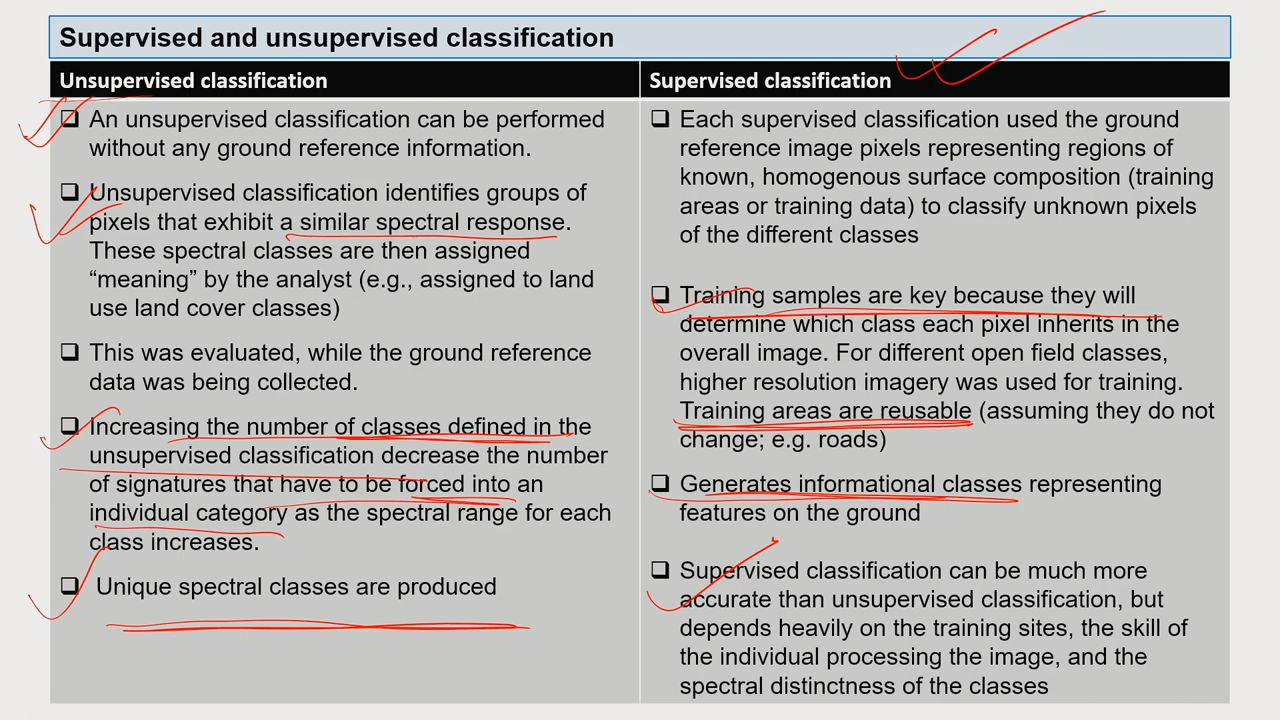 Supervised and unsupervised classification
Unsupervised classification
An unsupervised classification can be performed
without any ground reference information.
Unsupervised classification identifies groups of
pixels that exhibit a similar spectral response.
These spectral classes are then assigned
“meaning” by the analyst (e.g., assigned to land
use land cover classes)
This was evaluated, while the ground reference
data was being collected.
Increasing the number of classes defined in the
unsupervised classification decrease the number
of signatures that have to be forced into an
individual category as the spectral range for each
class increases.
Unique spectral classes are produced
Supervised classification
Each supervised classification used the ground
reference image pixels representing regions of
known, homogenous surface composition (training
areas or training data) to classify unknown pixels
of the different classes
Training samples are key because they will
determine which class each pixel inherits in the
overall image. For different open field classes,
higher resolution imagery was used for training.
Training areas are reusable (assuming they do not
change; e.g. roads)
Generates informational classes representing
features on the ground
Supervised classification can be much more
accurate than unsupervised classification, but
depends heavily on the training sites, the skill of
the individual processing the image, and the
spectral distinctness of the classes